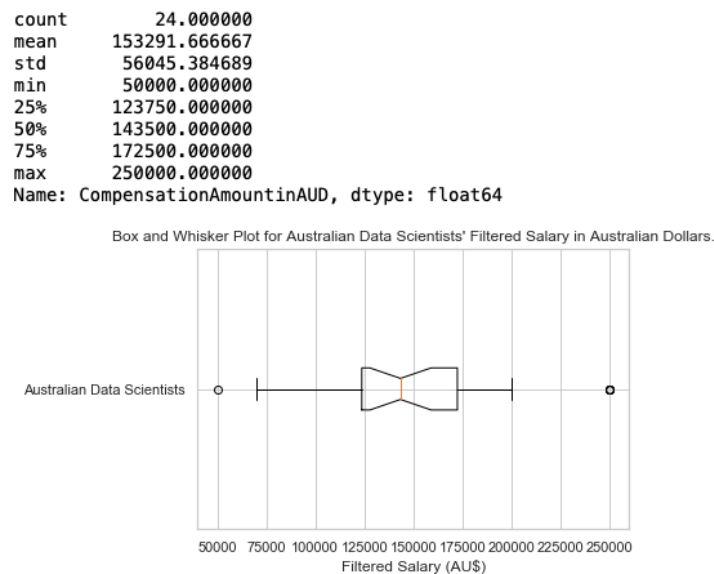 count 24.000000
mean 153291.666667
std 56045.384689
min 50000.000000
25% 123750.000000
50% 143500.000000
75% 172500.000000
max 250000.000000
Name: CompensationAmountinAUD, dtype: float64
Box and Whisker Plot for Australian Data Scientists' Filtered Salary in Australian Dollars.
Australian Data Scientists
50000 75000 100000 125000 150000 175000 200000 225000 250000
Filtered Salary (AU$)